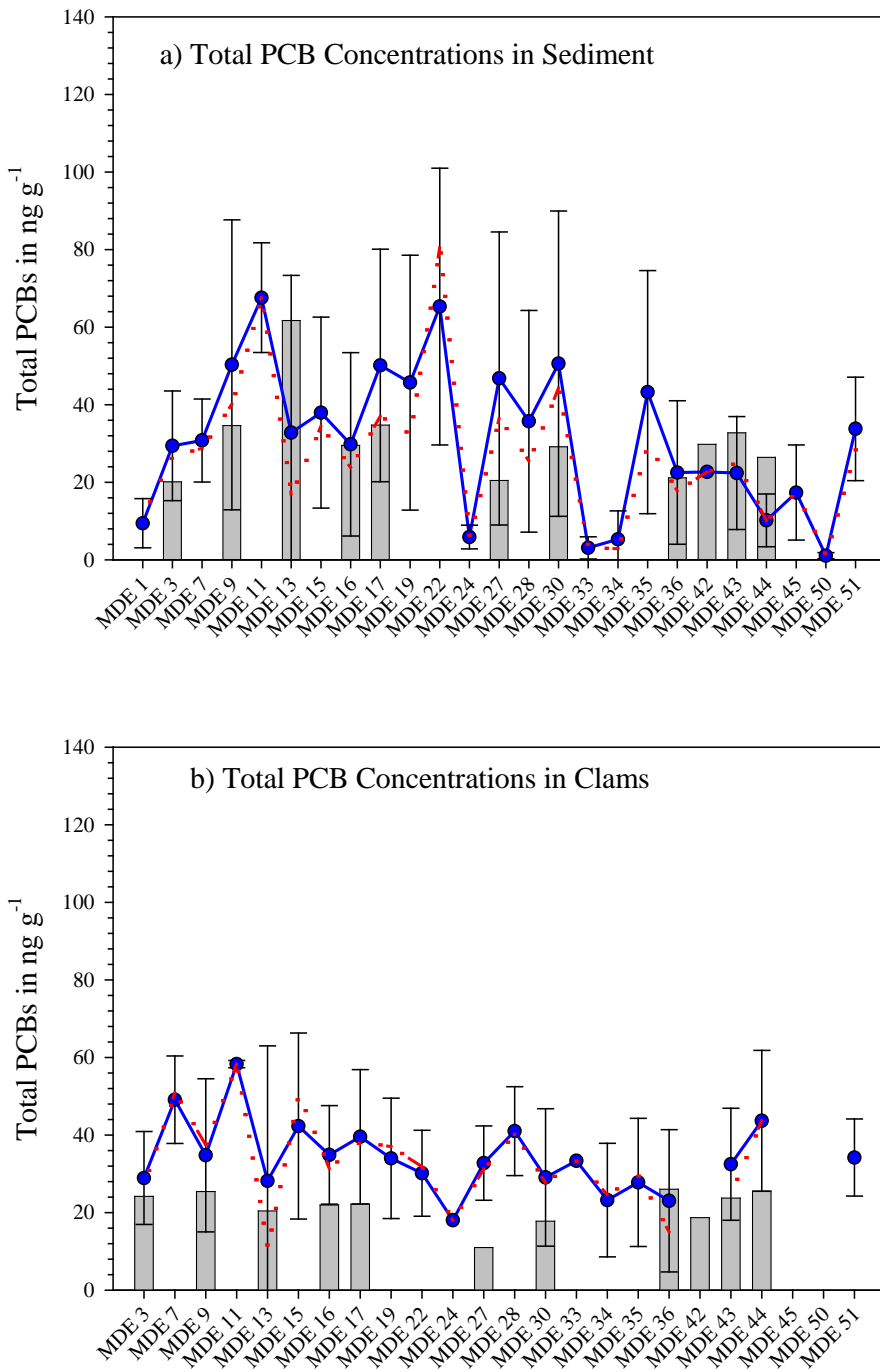 a) Total PCB Concentrations in Sediment
Total PCBs in ng g⁻¹
140
120
100
80
60
40
20
0
MDE 1
MDE 3
MDE 7
MDE 9
MDE 11
MDE 13
MDE 15
MDE 16
MDE 17
MDE 19
MDE 22
MDE 24
MDE 27
MDE 28
MDE 30
MDE 33
MDE 34
MDE 35
MDE 36
MDE 42
MDE 43
MDE 44
MDE 45
MDE 50
MDE 51
b) Total PCB Concentrations in Clams
Total PCBs in ng g⁻¹
140
120
100
80
60
40
20
0
MDE 3
MDE 7
MDE 9
MDE 11
MDE 13
MDE 15
MDE 16
MDE 17
MDE 19
MDE 22
MDE 24
MDE 27
MDE 28
MDE 30
MDE 33
MDE 34
MDE 35
MDE 36
MDE 42
MDE 43
MDE 44
MDE 45
MDE 50
MDE 51